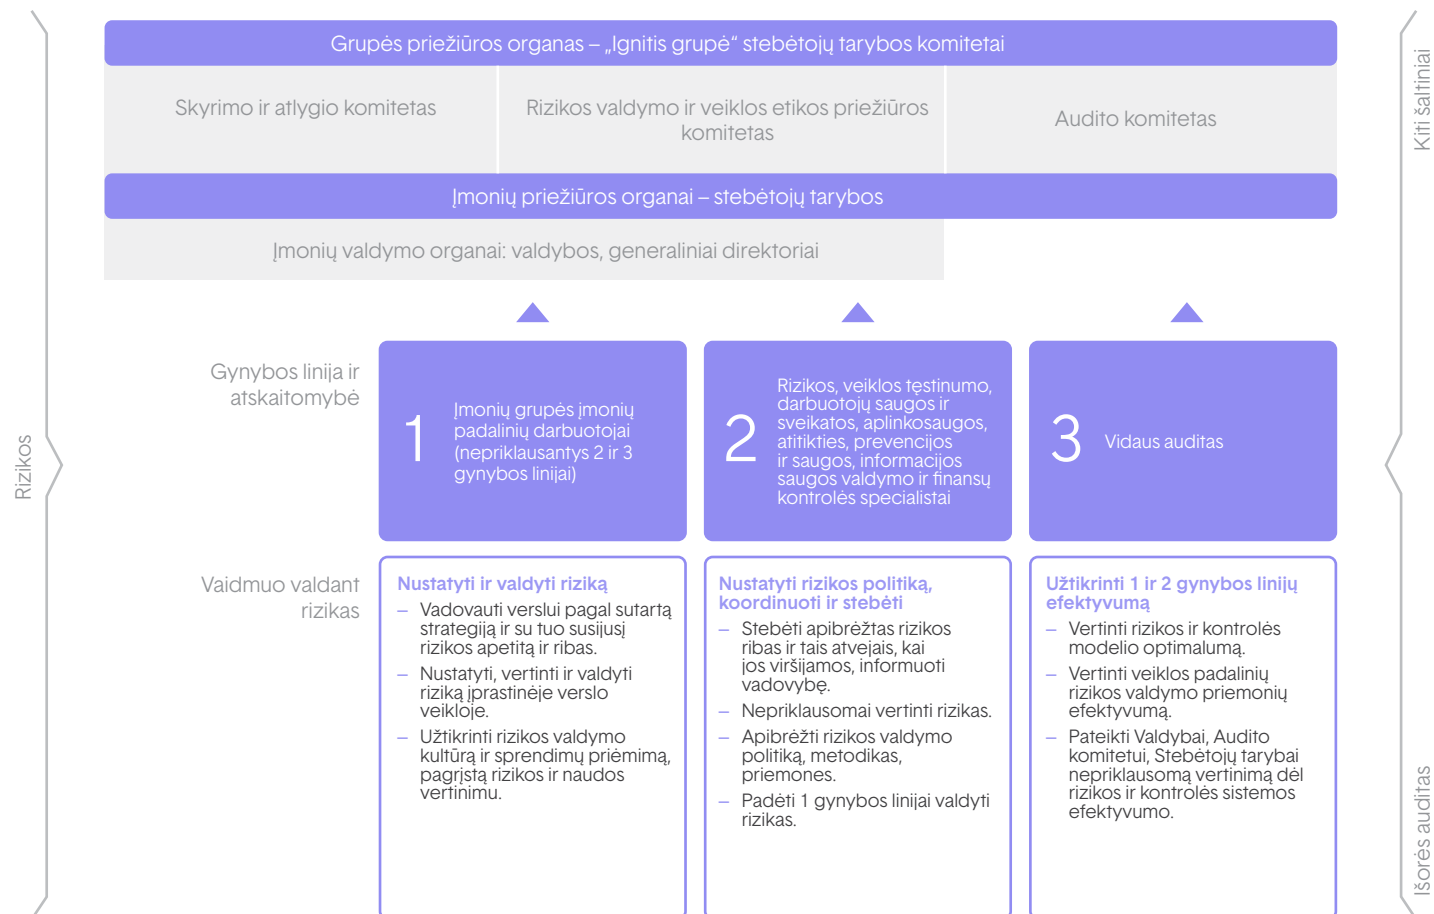 Grupės priežiūros organas – „Ignitis grupė“ stebėtojų tarybos komitetai
Skyrimo ir atlygio komitetas
Rizikos valdymo ir veiklos etikos priežiūros
komitetas
Audito komitetas
Įmonių priežiūros organai – stebėtojų tarybos
Įmonių valdymo organai: valdybos, generaliniai direktoriai
Rizikos
Kiti šaltiniai
Išorės auditas
Gynybos linija ir
atskaitomybė
1
Įmonių grupės įmonių
padalinių darbuotojai
(nepriklausantys 2 ir 3
gynybos linijai)
2
Rizikos, veiklos tęstinumo,
darbuotojų saugos ir
sveikatos, aplinkosaugos,
atitikties, prevencijos
ir saugos, informacijos
saugos valdymo ir finansų
kontrolės specialistai
3
Vidaus auditas
Vaidmuo valdant
rizikas
Nustatyti ir valdyti riziką
– Vadovauti verslui pagal sutartą
strategiją ir su tuo susijusį
rizikos apetitą ir ribas.
– Nustatyti, vertinti ir valdyti
riziką įprastinėje verslo
veikloje.
– Užtikrinti rizikos valdymo
kultūrą ir sprendimų priėmimą,
pagrįstą rizikos ir naudos
vertinimu.
Nustatyti rizikos politiką,
koordinuoti ir stebėti
– Stebėti apibrėžtas rizikos
ribas ir tais atvejais, kai
jos viršijamos, informuoti
vadovybę.
– Nepriklausomai vertinti rizikas.
– Apibrėžti rizikos valdymo
politiką, metodikas,
priemones.
– Padėti 1 gynybos linijai valdyti
rizikas.
Užtikrinti 1 ir 2 gynybos linijų
efektyvumą
– Vertinti rizikos ir kontrolės
modelio optimalumą.
– Vertinti veiklos padalinių
rizikos valdymo priemonių
efektyvumą.
– Pateikti Valdybai, Audito
komitetui, Stebėtojų tarybai
nepriklausomą vertinimą dėl
rizikos ir kontrolės sistemos
efektyvumo.